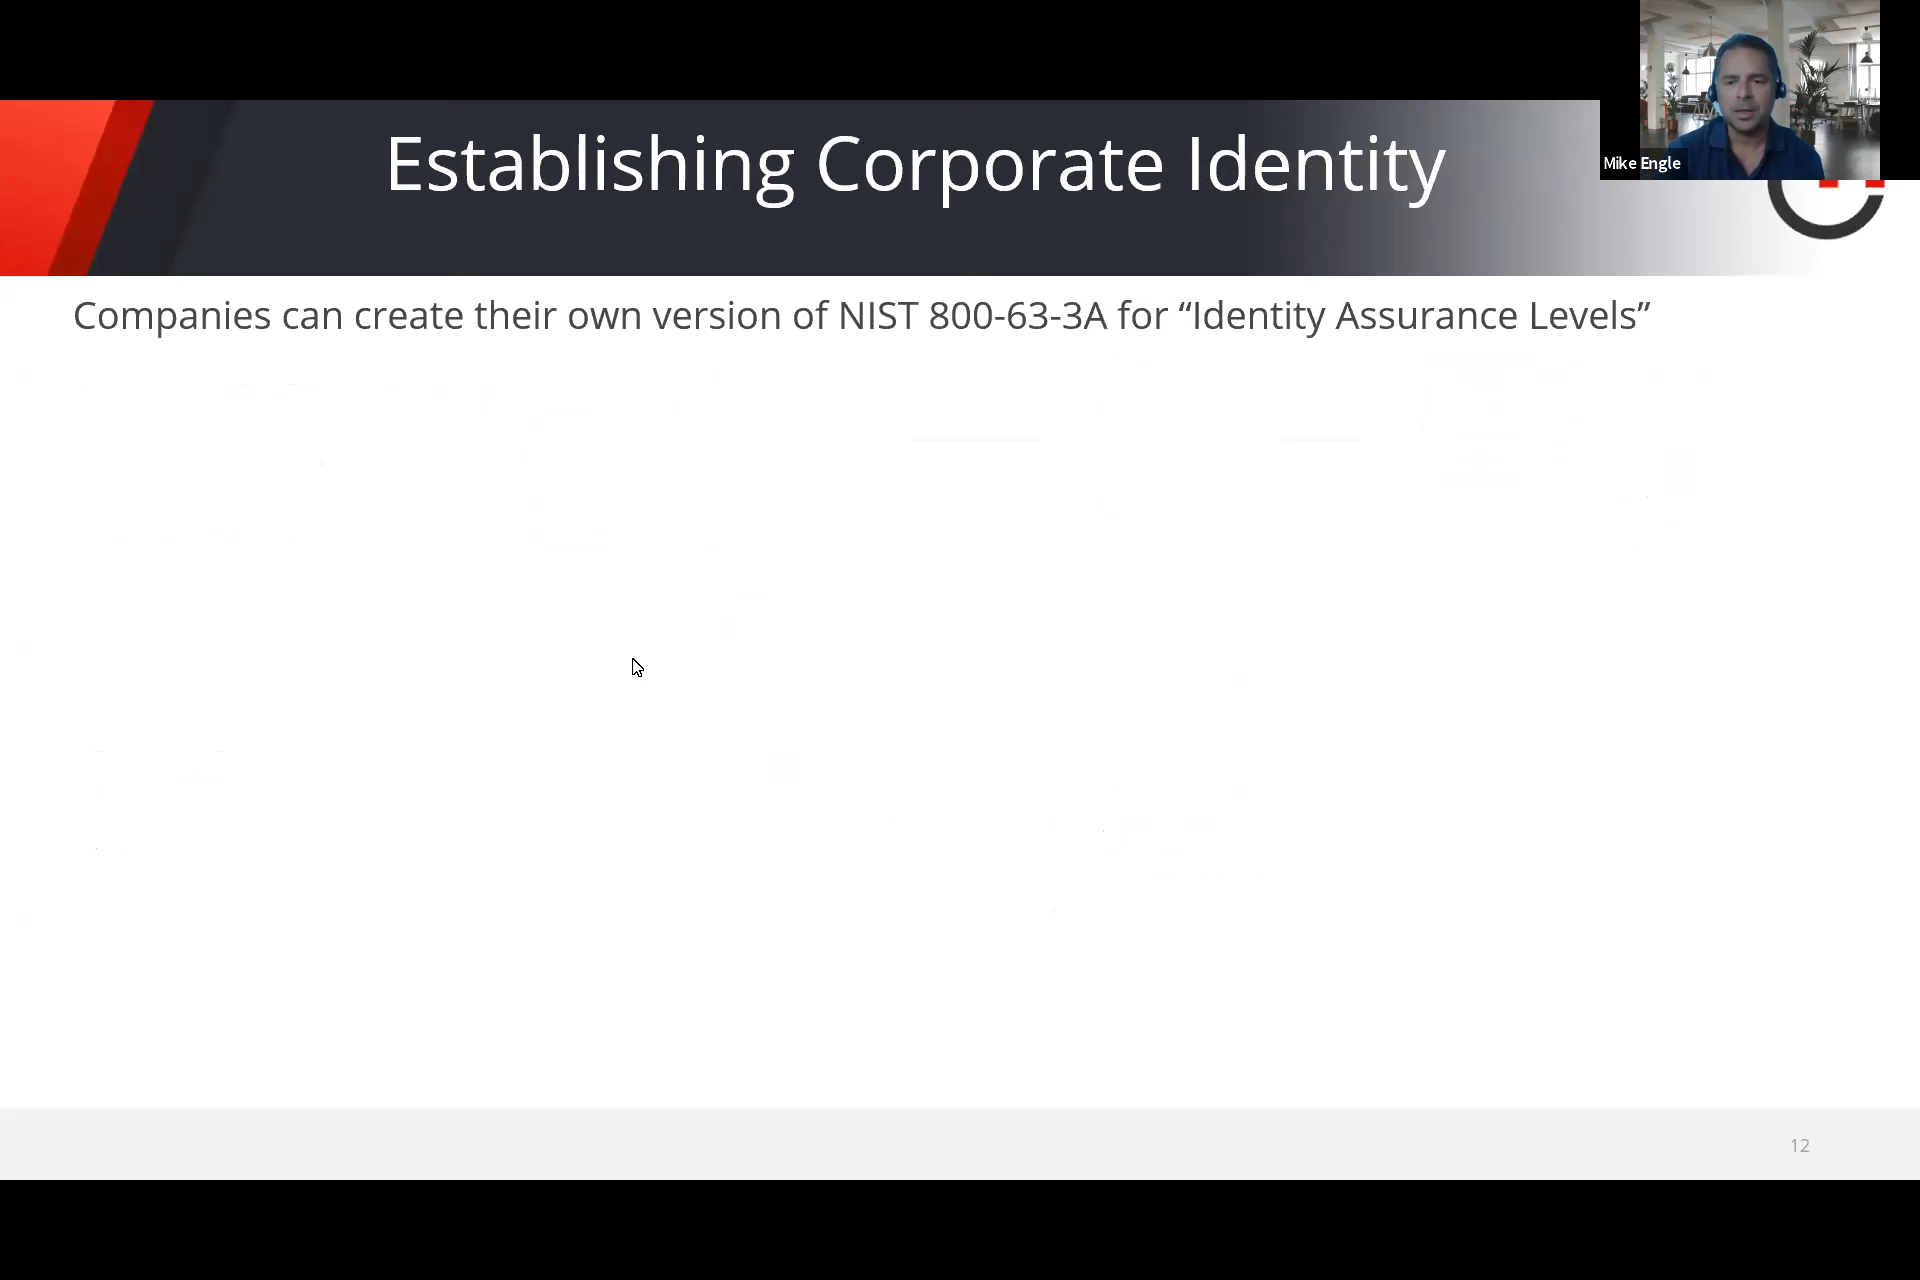 Establishing Corporate Identity
Mike Engle
Companies can create their own version of NIST 800-63-3A for “Identity Assurance Levels”
12